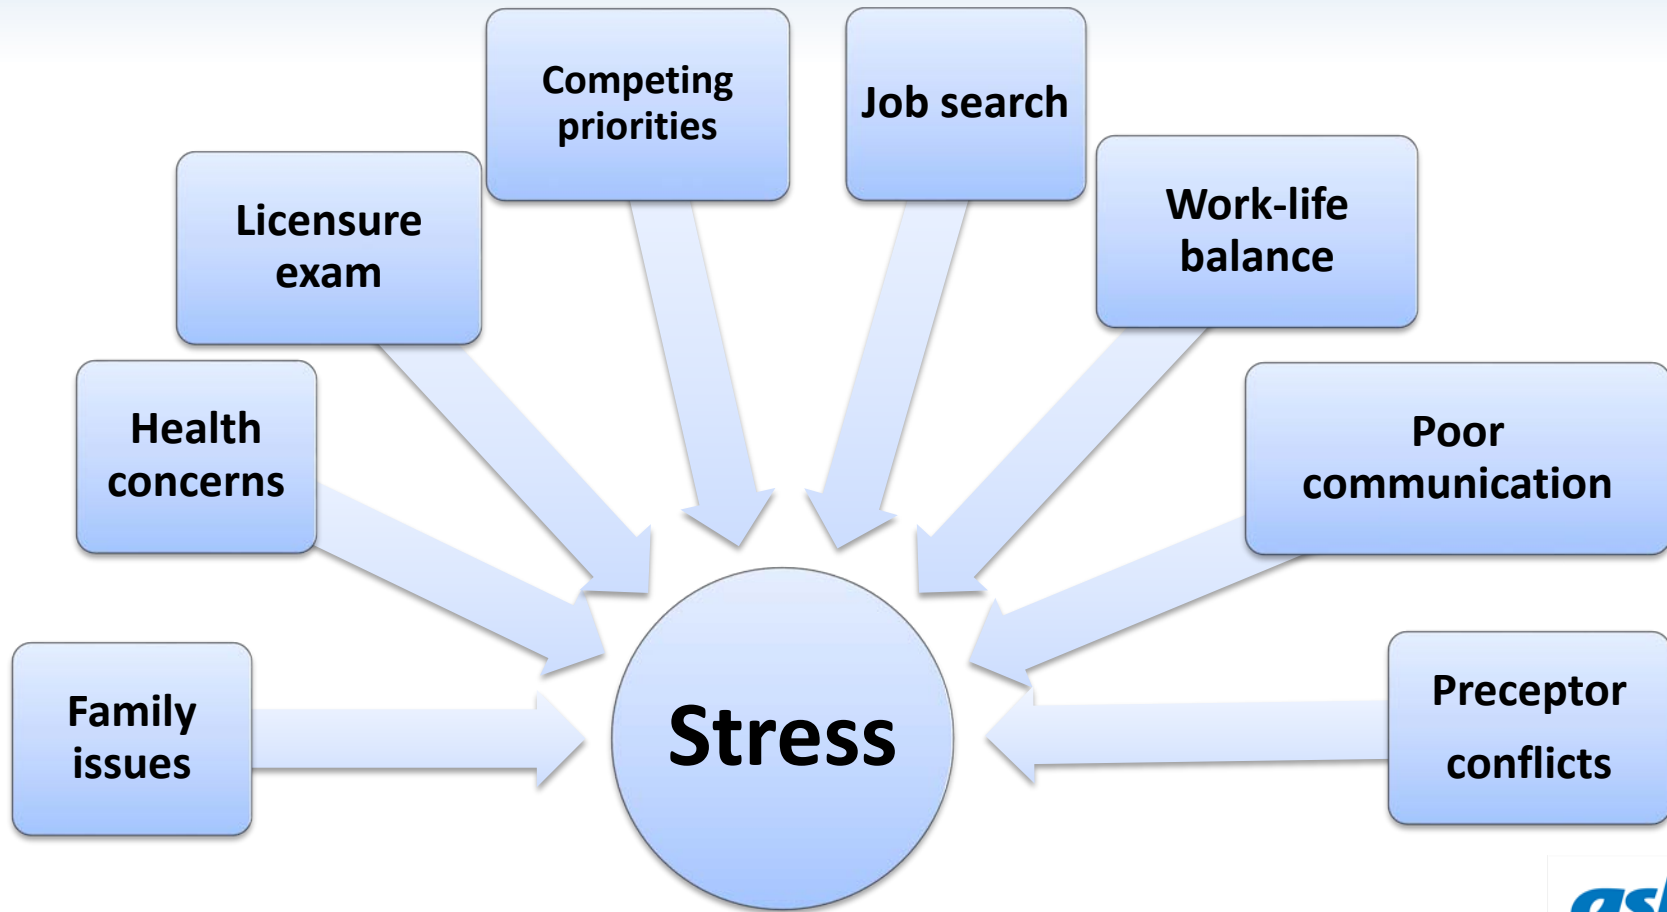 Competing
priorities
Job search
Licensure
exam
Work-life
balance
Health
concerns
Poor
communication
Family
issues
Stress
Preceptor
conflicts